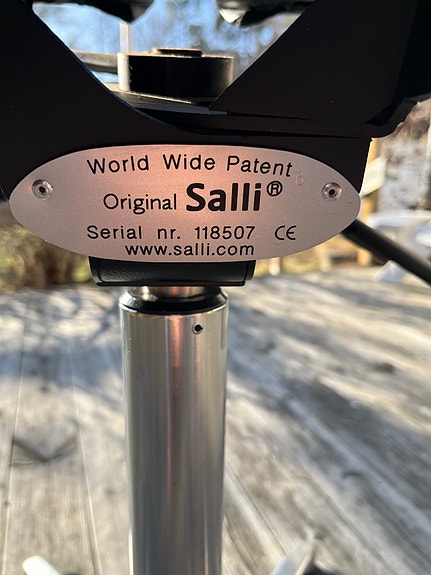 World Wide Patent
Original Salli®
Serial nr. 118507 CE
www.salli.com